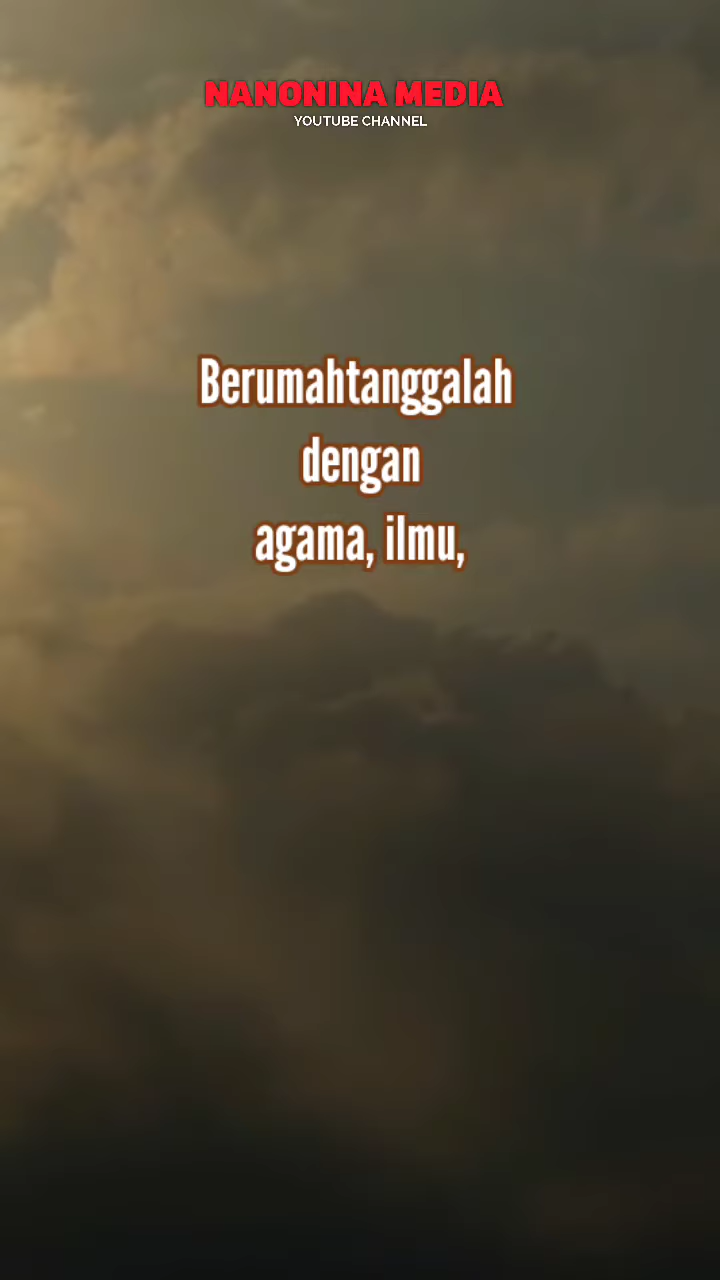 NANONINA MEDIA
YOUTUBE CHANNEL
Berumahtanggalah
dengan
agama, ilmu,